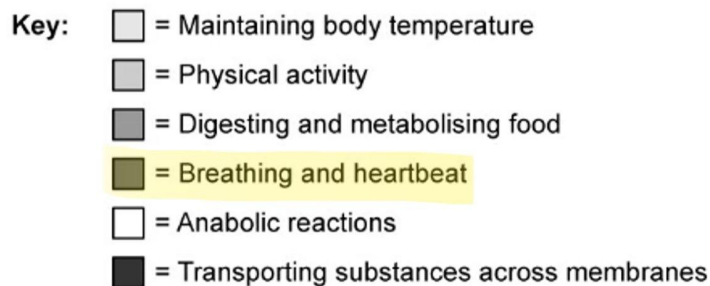 Key: = Maintaining body temperature
= Physical activity
= Digesting and metabolising food
= Breathing and heartbeat
= Anabolic reactions
= Transporting substances across membranes